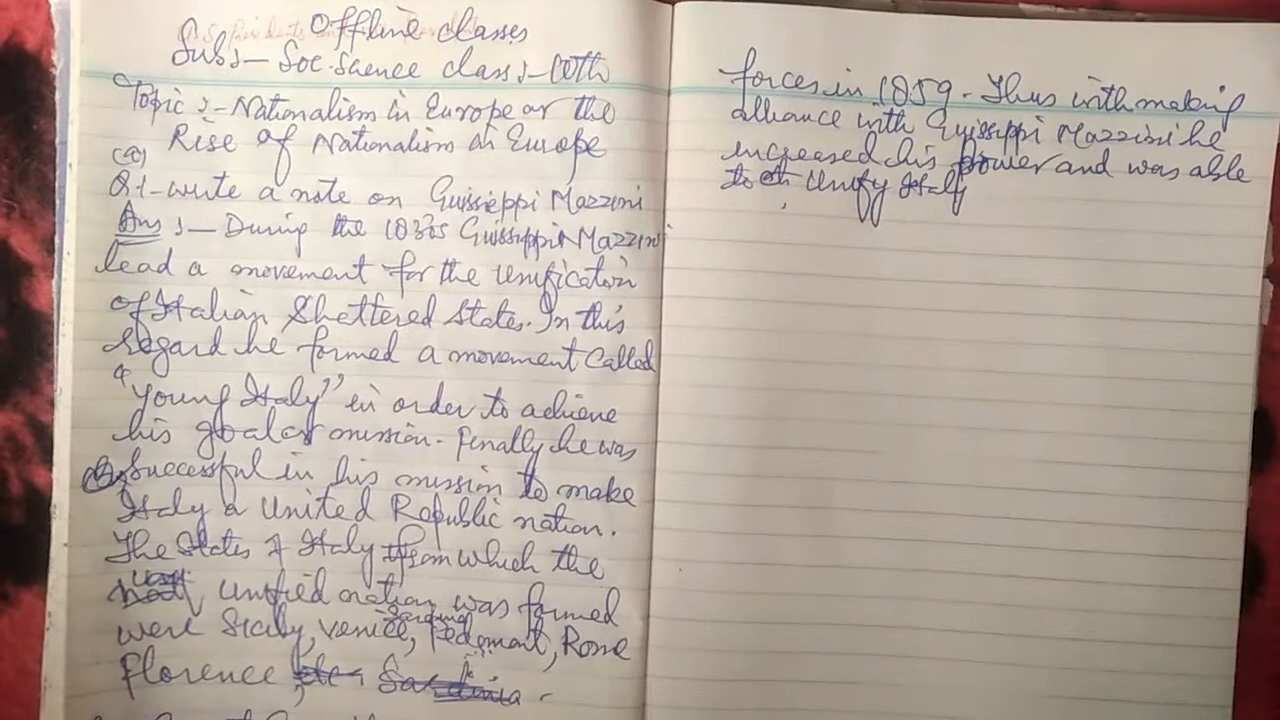 Offline classes
Sub:- Soc. Science class:- 10th
Topic:- Nationalism in Europe or the
Rise of Nationalism in Europe
(a)
Q1- write a note on Guisseppi Mazzini
Ans:- During the 1830s Guisseppi Mazzini
lead a movement for the unification
of Italian Shattered States. In this
regard he formed a movement called
"Young Italy" in order to achieve
his goal or mission. Finally he was
Successful in his mission to make
Italy a United Republic nation.
The States of Italy from which the
unified nation was formed
were Sicily, Venice, Sardina Pedemont, Rome
Florence,
forces in 1859. Thus with making
alliance with Guisseppi Mazzini he
increased his power and was able
to Unify Italy